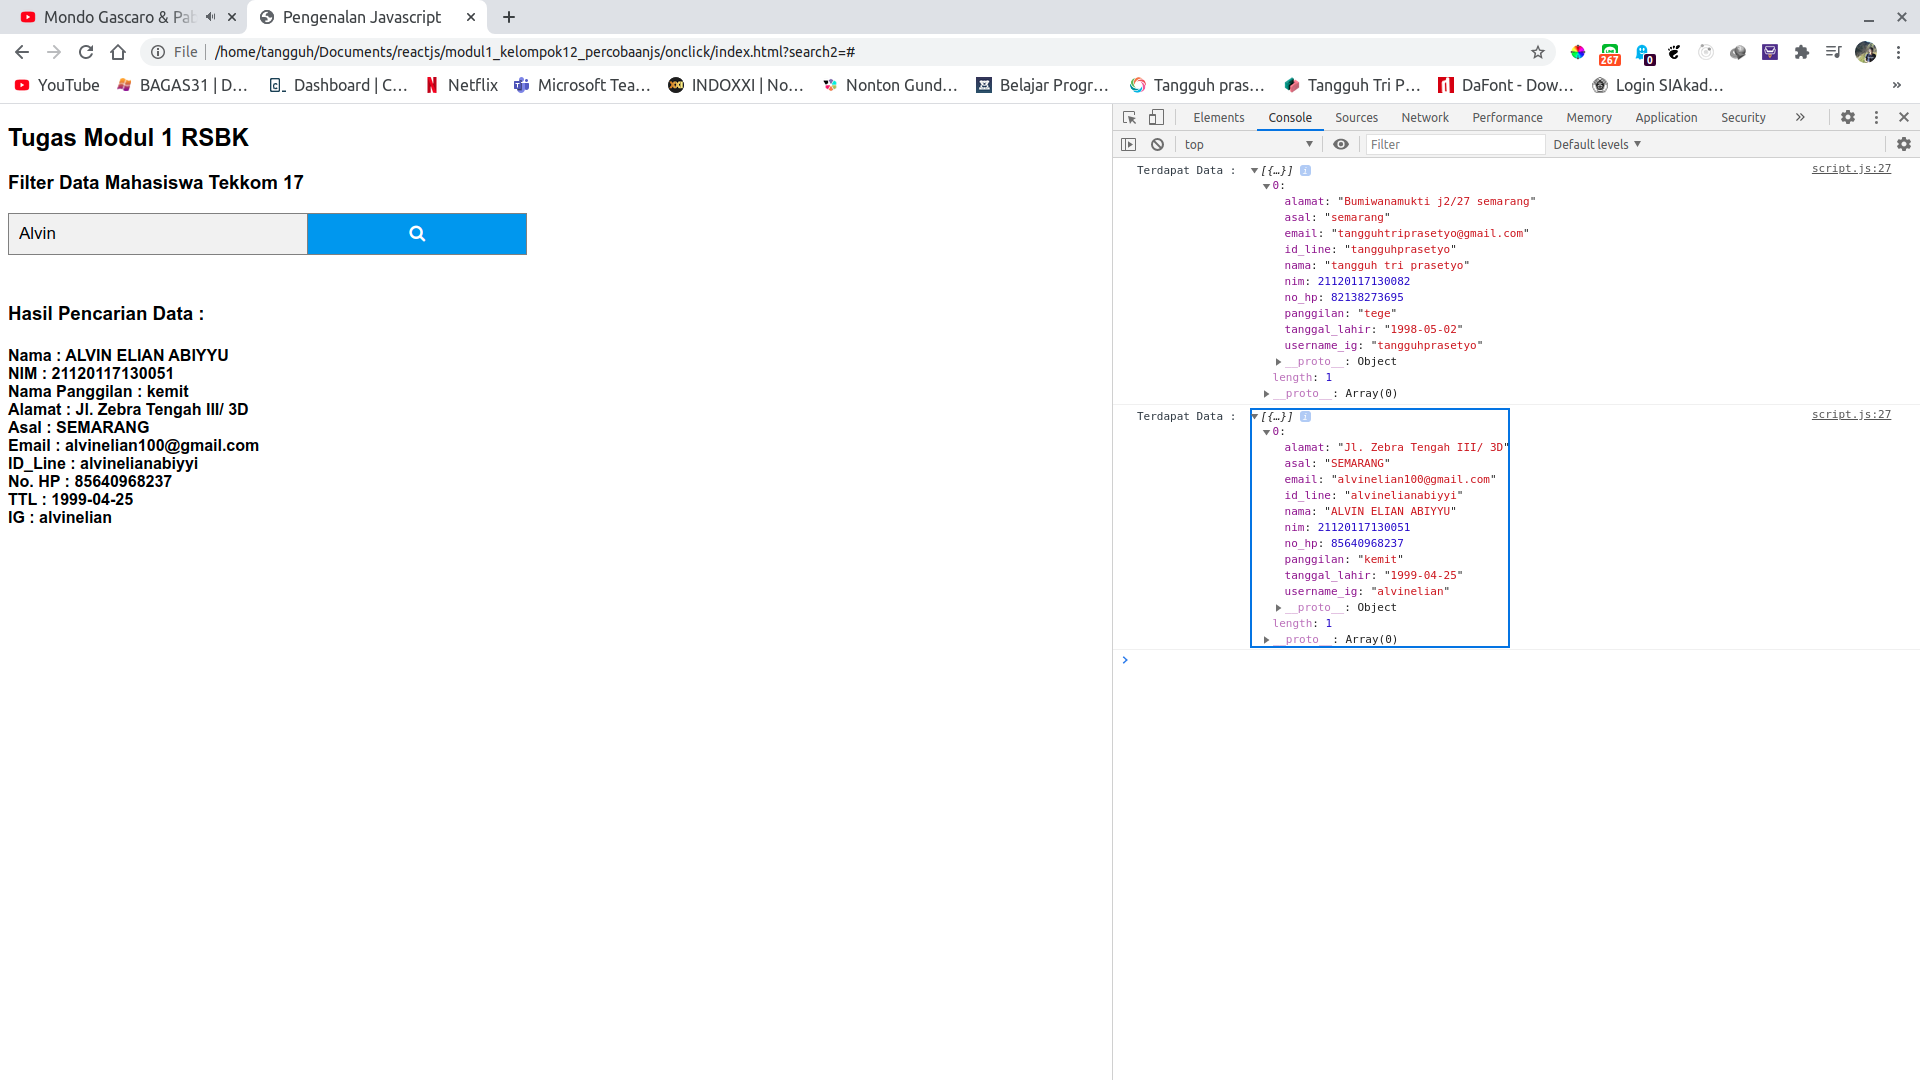 Mondo Gascaro & Pab
Pengenalan Javascript
File
/home/tangguh/Documents/reactjs/modul1_kelompok12_percobaanjs/onclick/index.html?search2=#
267
0
YouTube
BAGAS31 | D…
Dashboard | C…
Netflix
Microsoft Tea…
INDOXXI | No…
Nonton Gund…
Belajar Progr…
Tangguh pras…
Tangguh Tri P…
DaFont - Dow…
Login SIAkad…
»
Tugas Modul 1 RSBK
Filter Data Mahasiswa Tekkom 17
Alvin
Hasil Pencarian Data :
Nama : ALVIN ELIAN ABIYYU
NIM : 21120117130051
Nama Panggilan : kemit
Alamat : Jl. Zebra Tengah III/ 3D
Asal : SEMARANG
Email : alvinelian100@gmail.com
ID_Line : alvinelianabiyyi
No. HP : 85640968237
TTL : 1999-04-25
IG : alvinelian
Elements Console Sources Network Performance Memory Application Security »
top Filter Default levels
Terdapat Data : [{…}] i script.js:27
0:
alamat: "Bumiwanamukti j2/27 semarang"
asal: "semarang"
email: "tangguhtriprasetyo@gmail.com"
id_line: "tangguhprasetyo"
nama: "tangguh tri prasetyo"
nim: 21120117130082
no_hp: 82138273695
panggilan: "tege"
tanggal_lahir: "1998-05-02"
username_ig: "tangguhprasetyo"
__proto__: Object
length: 1
__proto__: Array(0)
Terdapat Data : [{…}] i script.js:27
0:
alamat: "Jl. Zebra Tengah III/ 3D"
asal: "SEMARANG"
email: "alvinelian100@gmail.com"
id_line: "alvinelianabiyyi"
nama: "ALVIN ELIAN ABIYYU"
nim: 21120117130051
no_hp: 85640968237
panggilan: "kemit"
tanggal_lahir: "1999-04-25"
username_ig: "alvinelian"
__proto__: Object
length: 1
__proto__: Array(0)